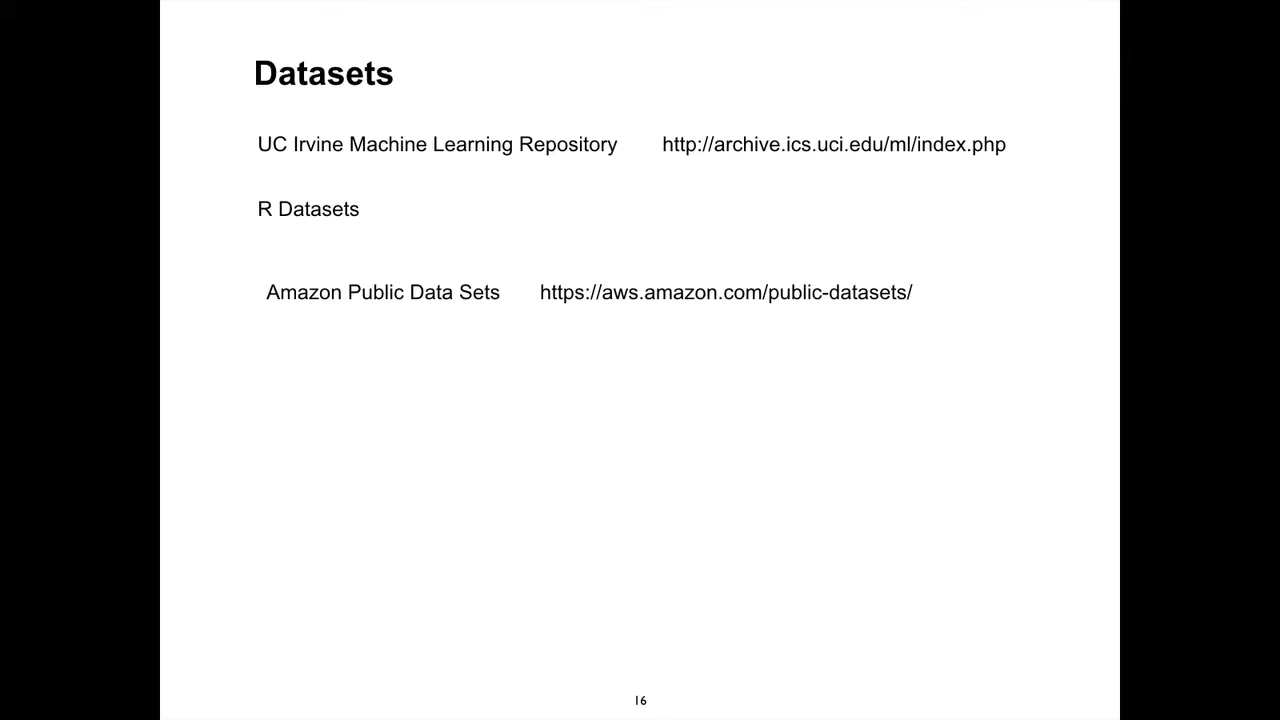 Datasets
UC Irvine Machine Learning Repository http://archive.ics.uci.edu/ml/index.php
R Datasets
Amazon Public Data Sets https://aws.amazon.com/public-datasets/
16